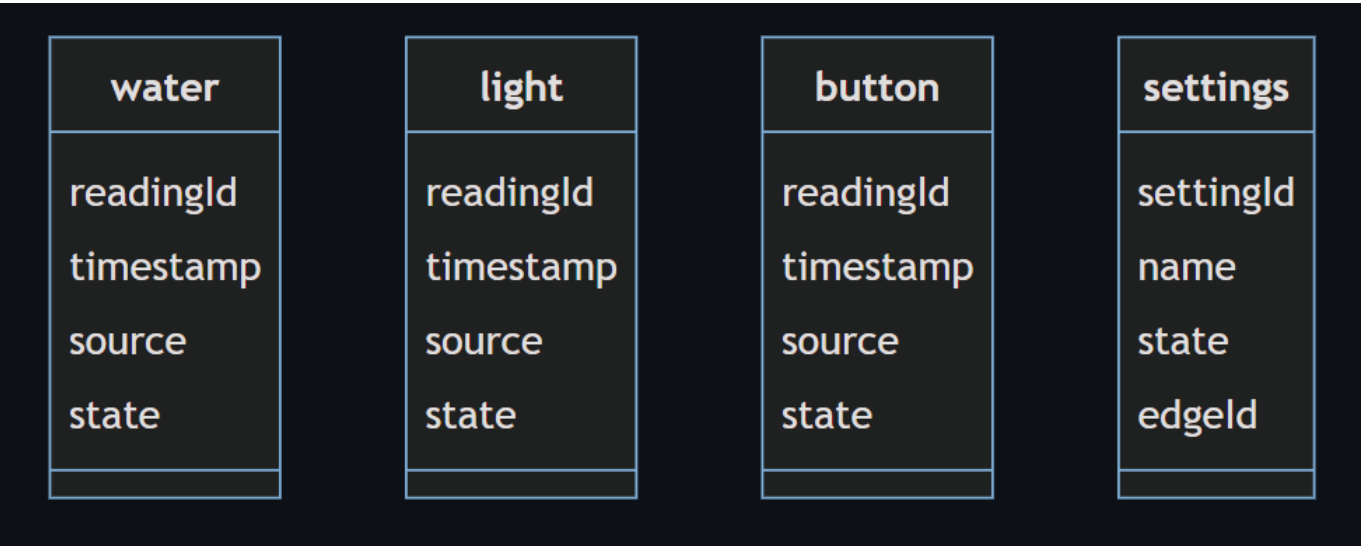 water
readingId
timestamp
source
state
light
readingId
timestamp
source
state
button
readingId
timestamp
source
state
settings
settingId
name
state
edgeId